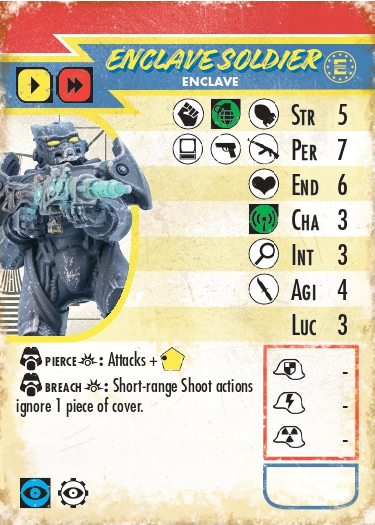 ENCLAVE SOLDIER
E
ENCLAVE
STR 5
PER 7
END 6
CHA 3
INT 3
AGI 4
LUC 3
PIERCE : Attacks +
BREACH : Short-range Shoot actions
ignore 1 piece of cover.
-
-
-